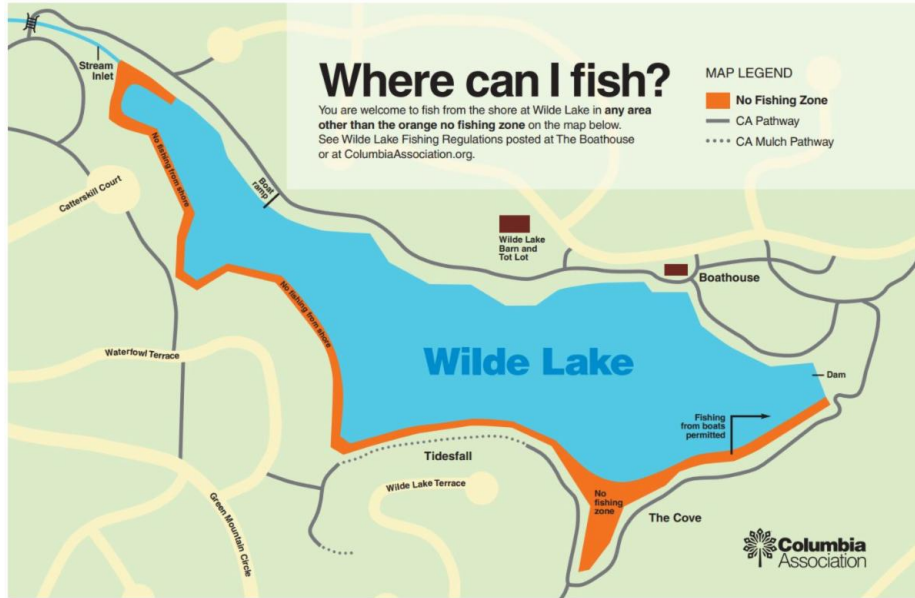 Where can I fish?
You are welcome to fish from the shore at Wilde Lake in any area
other than the orange no fishing zone on the map below.
See Wilde Lake Fishing Regulations posted at The Boathouse
or at ColumbiaAssociation.org.
MAP LEGEND
No Fishing Zone
CA Pathway
CA Mulch Pathway
Stream
Inlet
No fishing from shore
Catterskill Court
Boat
ramp
Wilde Lake
Barn and
Tot Lot
Boathouse
No fishing from shore
Waterfowl Terrace
Wilde Lake
Dam
Fishing
from boats
permitted
Tidesfall
Wilde Lake Terrace
Green Mountain Circle
No
fishing
zone
The Cove
Columbia
Association